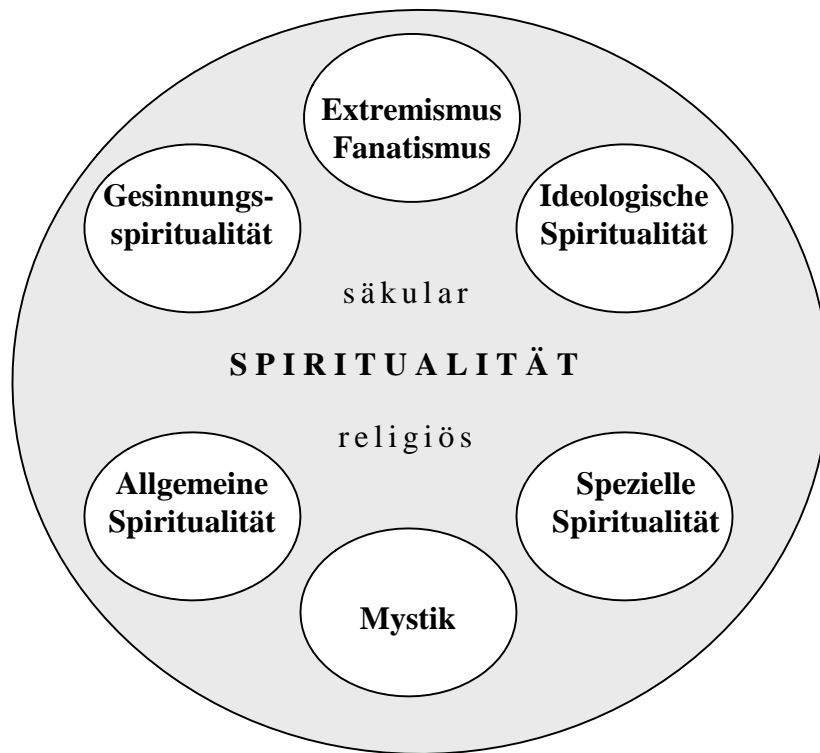 Extremismus
Fanatismus
Gesinnungs-
spiritualität
Ideologische
Spiritualität
säkular
SPIRITUALITÄT
religiös
Allgemeine
Spiritualität
Spezielle
Spiritualität
Mystik